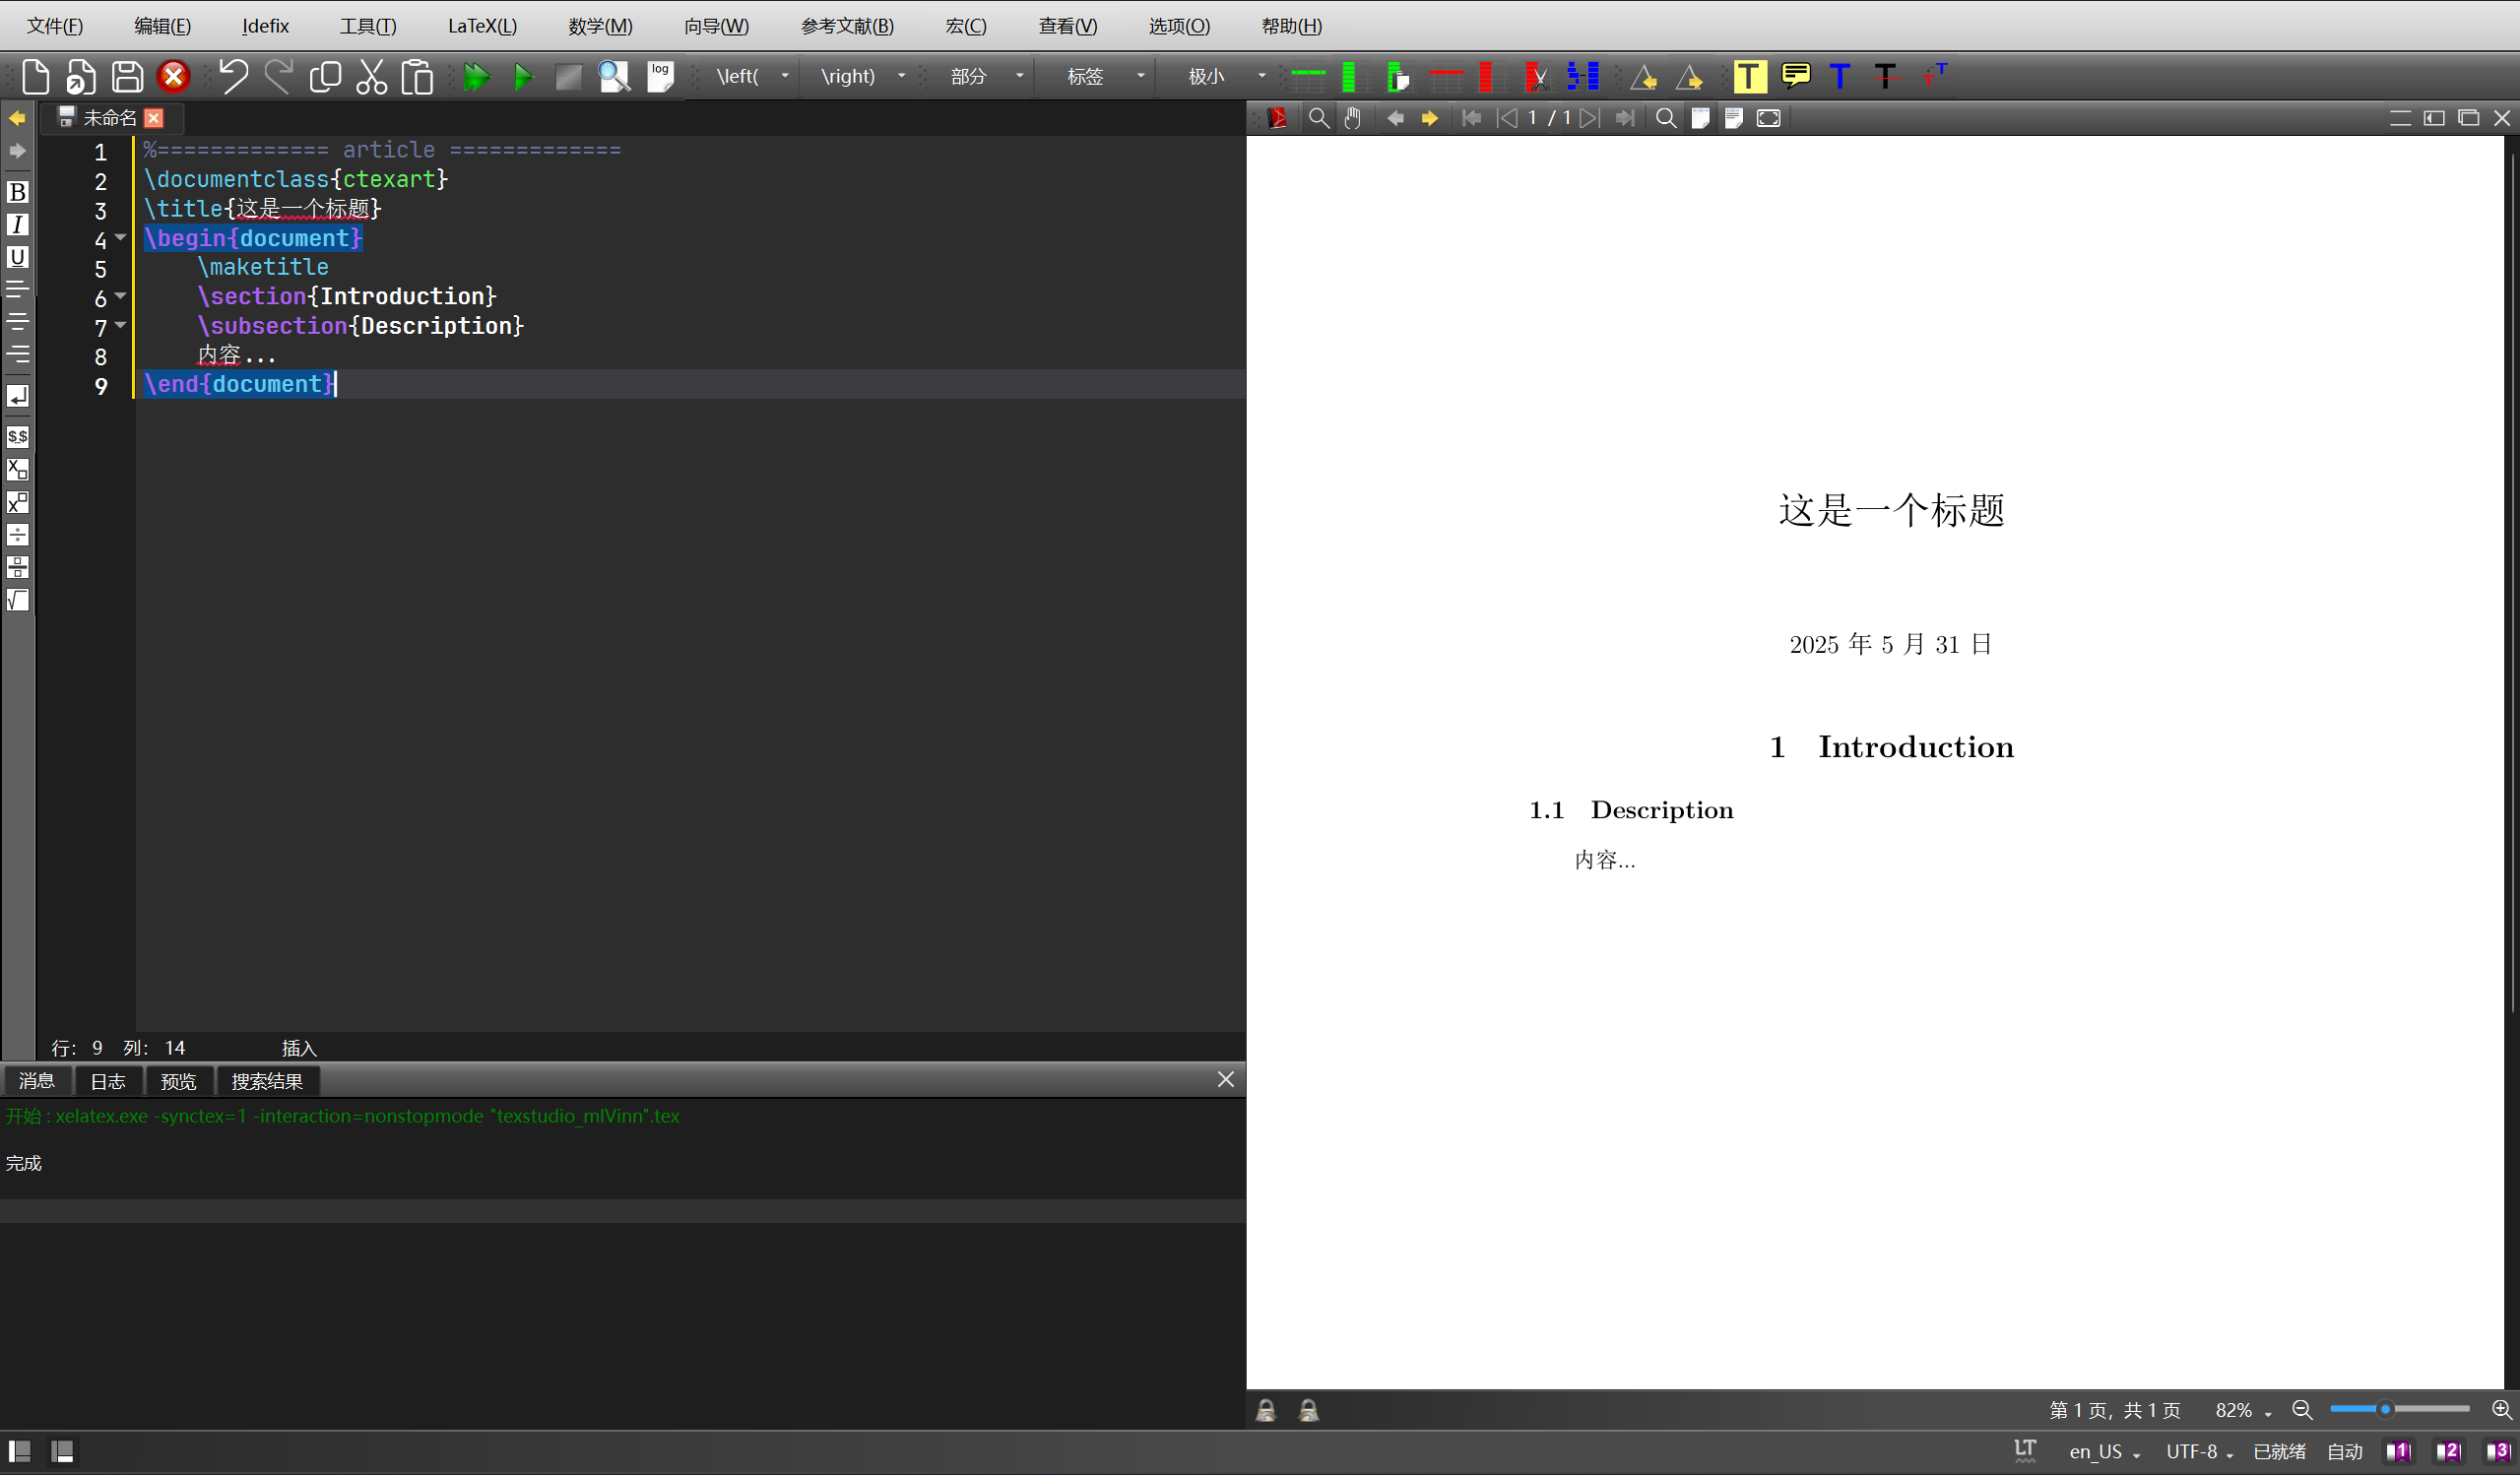 文件(F) 编辑(E) Idefix 工具(T) LaTeX(L) 数学(M) 向导(W) 参考文献(B) 宏(C) 查看(V) 选项(O) 帮助(H)
log \left( \right) 部分 标签 极小 T T T T
未命名
1 / 1
B
I
U
$$
1 %============= article =============
2 \documentclass{ctexart}
3 \title{这是一个标题}
4 \begin{document}
5 \maketitle
6 \section{Introduction}
7 \subsection{Description}
8 内容...
9 \end{document}
行: 9 列: 14 插入
消息 日志 预览 搜索结果
开始 : xelatex.exe -synctex=1 -interaction=nonstopmode "texstudio_mlVinn".tex
完成
这是一个标题
2025 年 5 月 31 日
1 Introduction
1.1 Description
内容...
第 1 页, 共 1 页 82%
LT en_US UTF-8 已就绪 自动 1 2 3